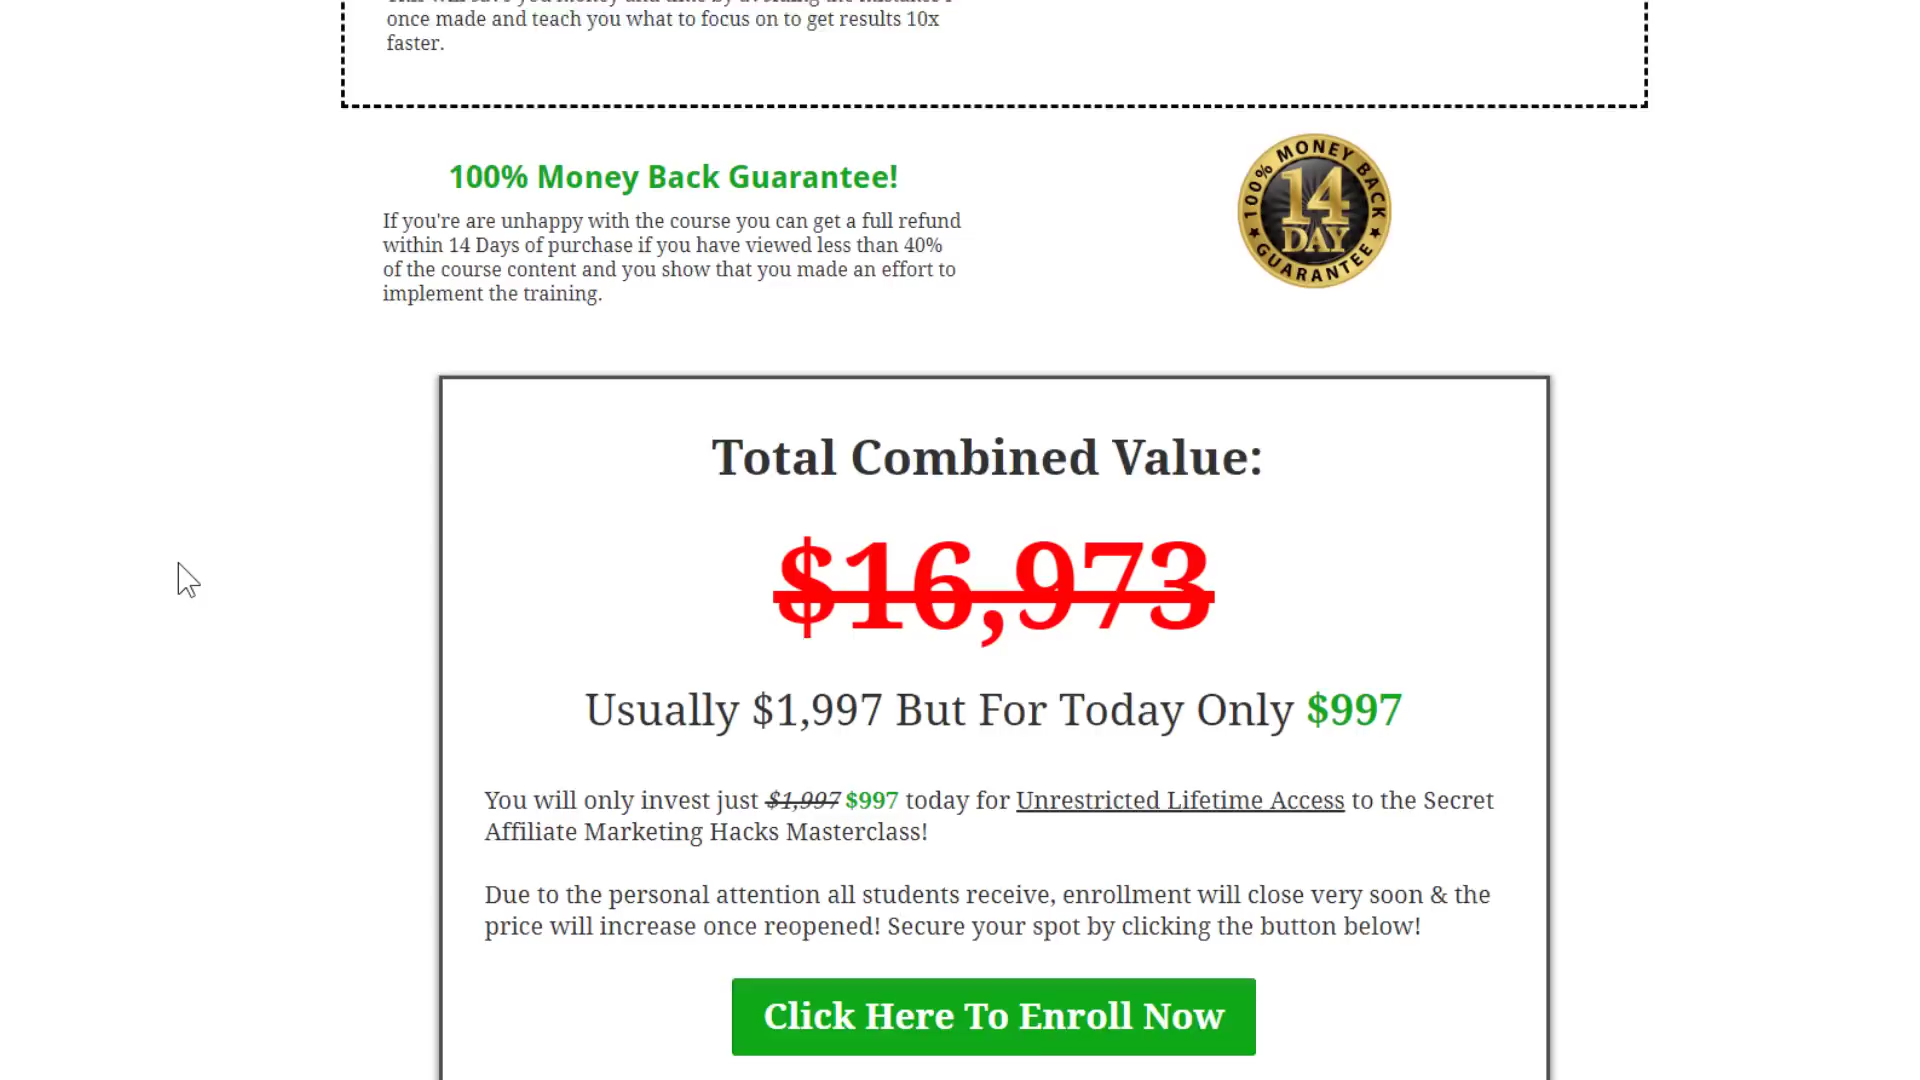 once made and teach you what to focus on to get results 10x
faster.
100% Money Back Guarantee!
If you're are unhappy with the course you can get a full refund
within 14 Days of purchase if you have viewed less than 40%
of the course content and you show that you made an effort to
implement the training.
100% MONEY BACK
14
DAY
GUARANTEE
Total Combined Value:
$16,973
Usually $1,997 But For Today Only $997
You will only invest just $1,997 $997 today for Unrestricted Lifetime Access to the Secret
Affiliate Marketing Hacks Masterclass!
Due to the personal attention all students receive, enrollment will close very soon & the
price will increase once reopened! Secure your spot by clicking the button below!
Click Here To Enroll Now